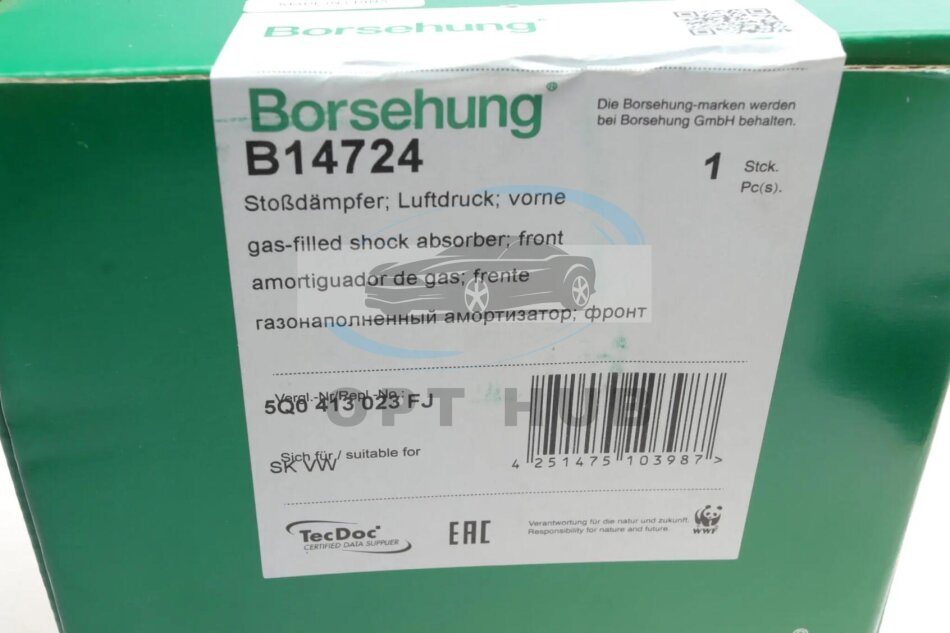 Borsehung®
Borsehung®
Die Borsehung-marken werden
bei Borsehung GmbH behalten.
B14724
1 Stck.
Pc(s).
Stoßdämpfer; Luftdruck; vorne
gas-filled shock absorber; front
amortiguador de gas; frente
газонаполненный амортизатор; фронт
OPT HUB
Vergl.-Nr/Repl.-No.:
5Q0 413 023 FJ
Sich für / suitable for
SK VW
4 251475 103987 >
TecDoc
CERTIFIED DATA SUPPLIER
EAC
Verantwortung für die natur und zukunft.
Responsibility for nature and future.
WWF